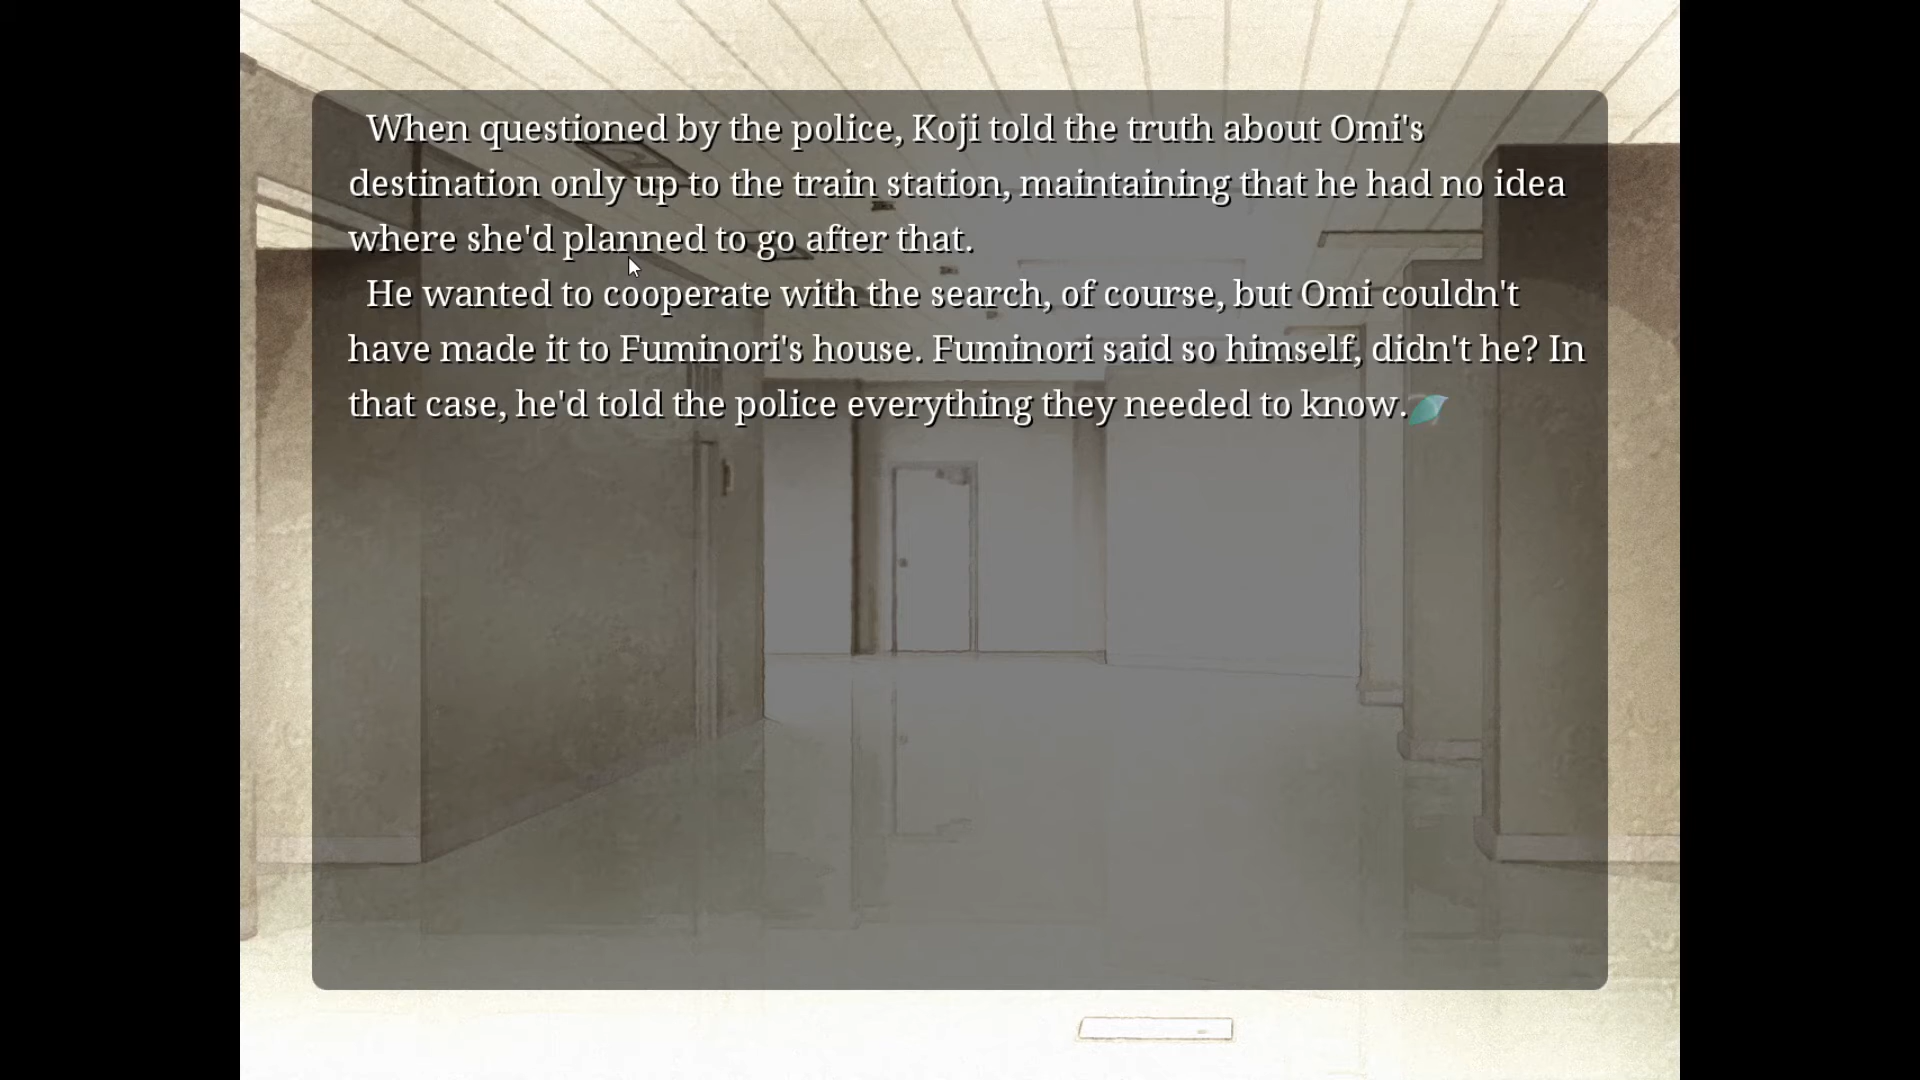 When questioned by the police, Koji told the truth about Omi's
destination only up to the train station, maintaining that he had no idea
where she'd planned to go after that.
He wanted to cooperate with the search, of course, but Omi couldn't
have made it to Fuminori's house. Fuminori said so himself, didn't he? In
that case, he'd told the police everything they needed to know.